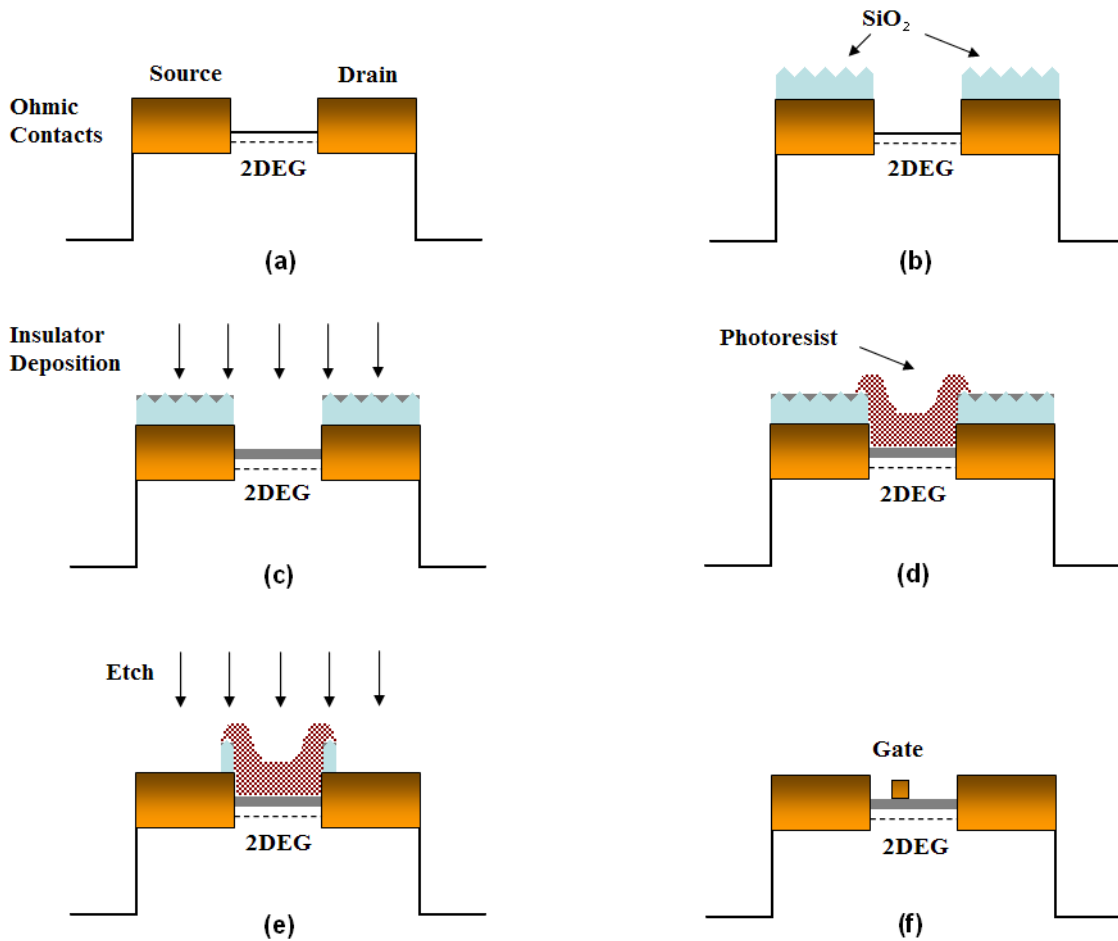 Source
Drain
Ohmic
Contacts
2DEG
(a)
SiO₂
2DEG
(b)
Insulator
Deposition
2DEG
(c)
Photoresist
2DEG
(d)
Etch
2DEG
(e)
Gate
2DEG
(f)